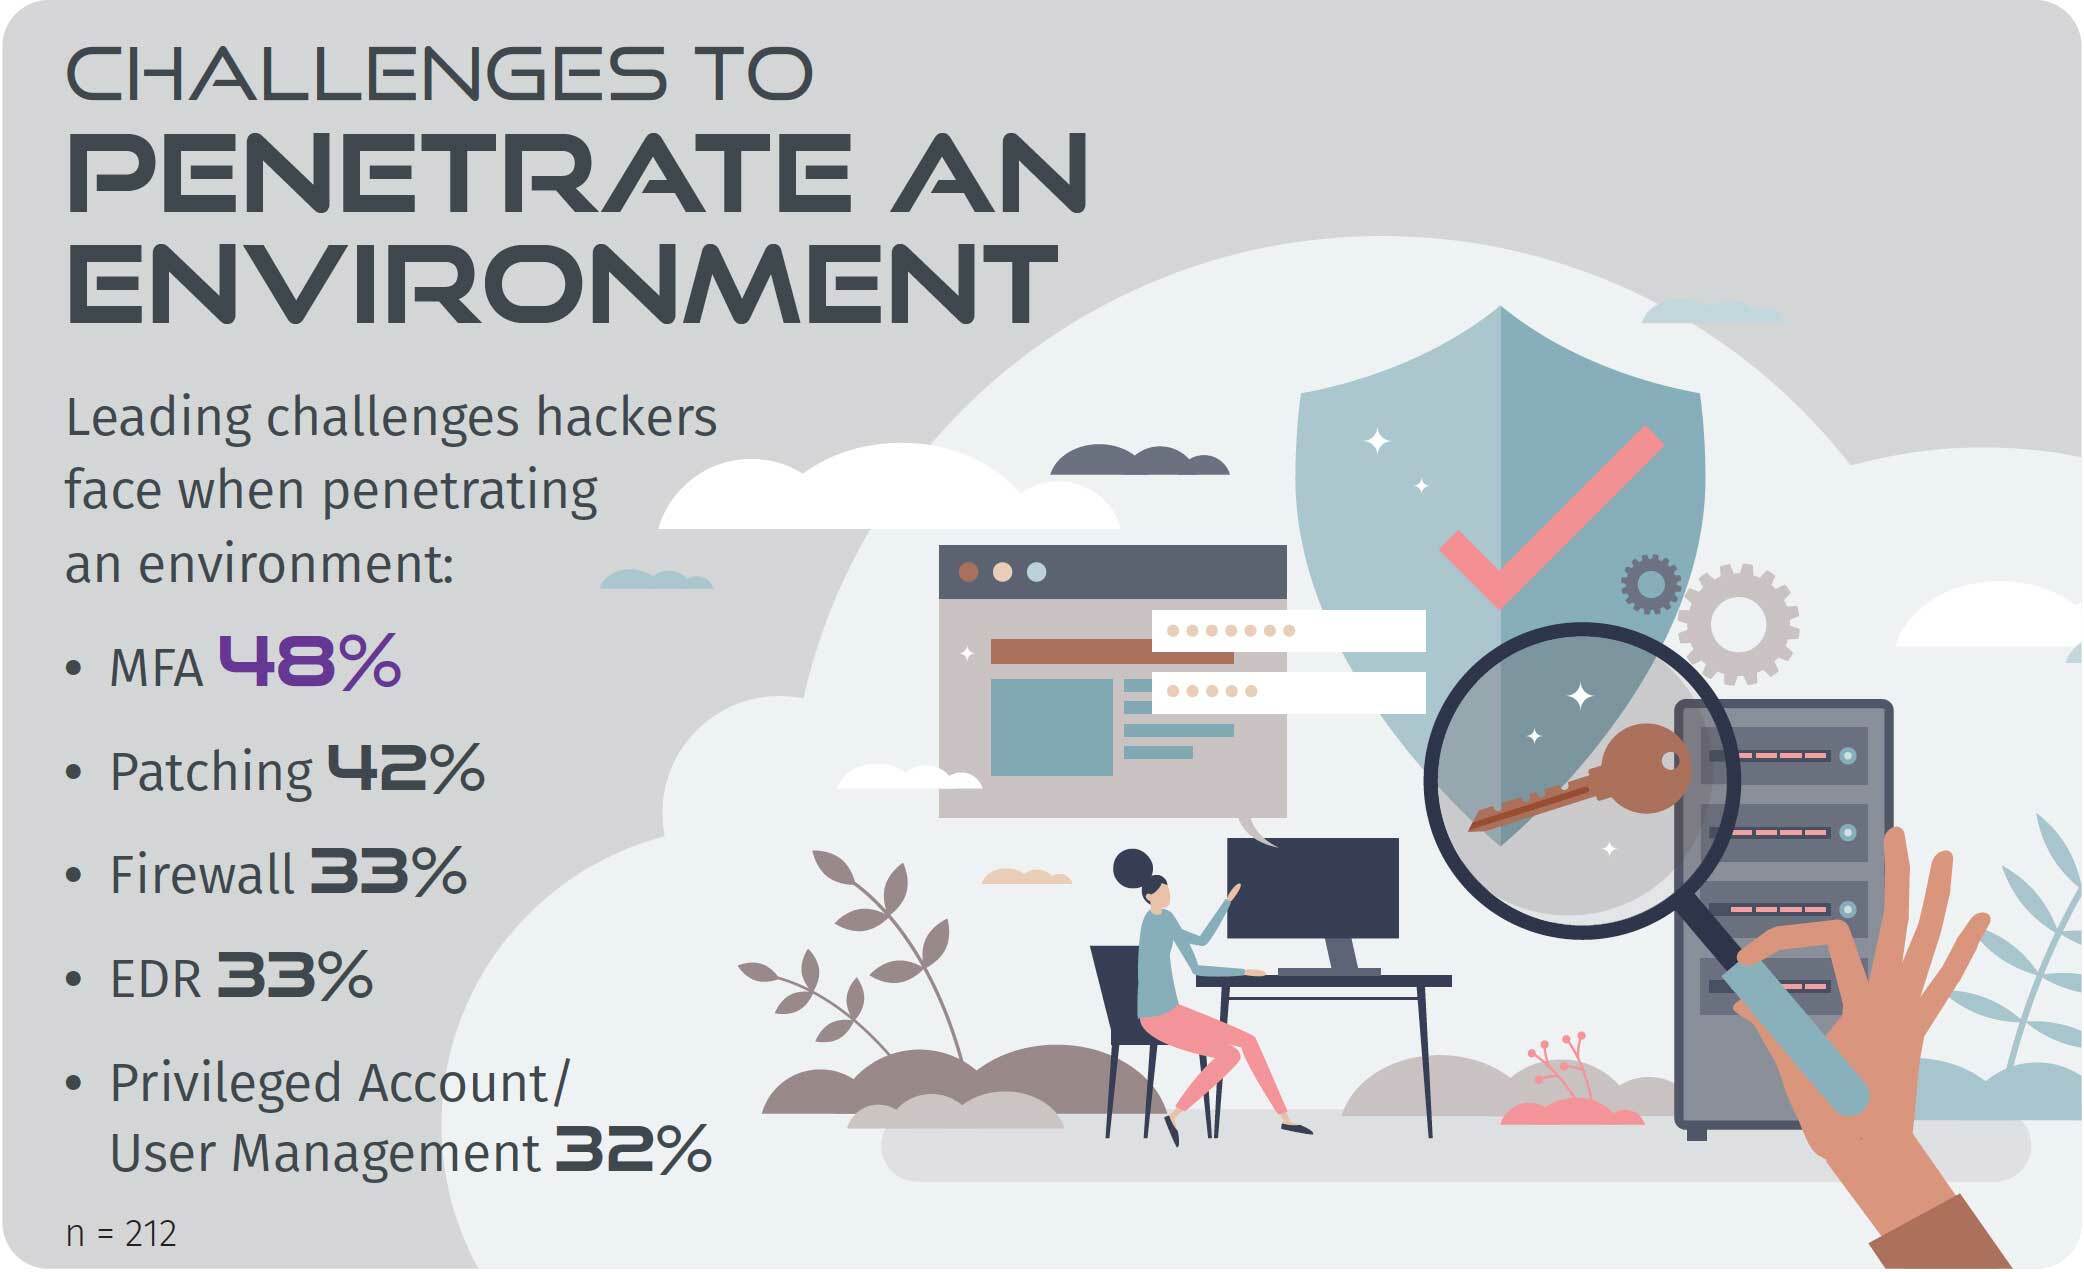 CHALLENGES TO
PENETRATE AN
ENVIRONMENT
Leading challenges hackers
face when penetrating
an environment:
• MFA 48%
• Patching 42%
• Firewall 33%
• EDR 33%
• Privileged Account/
User Management 32%
n = 212